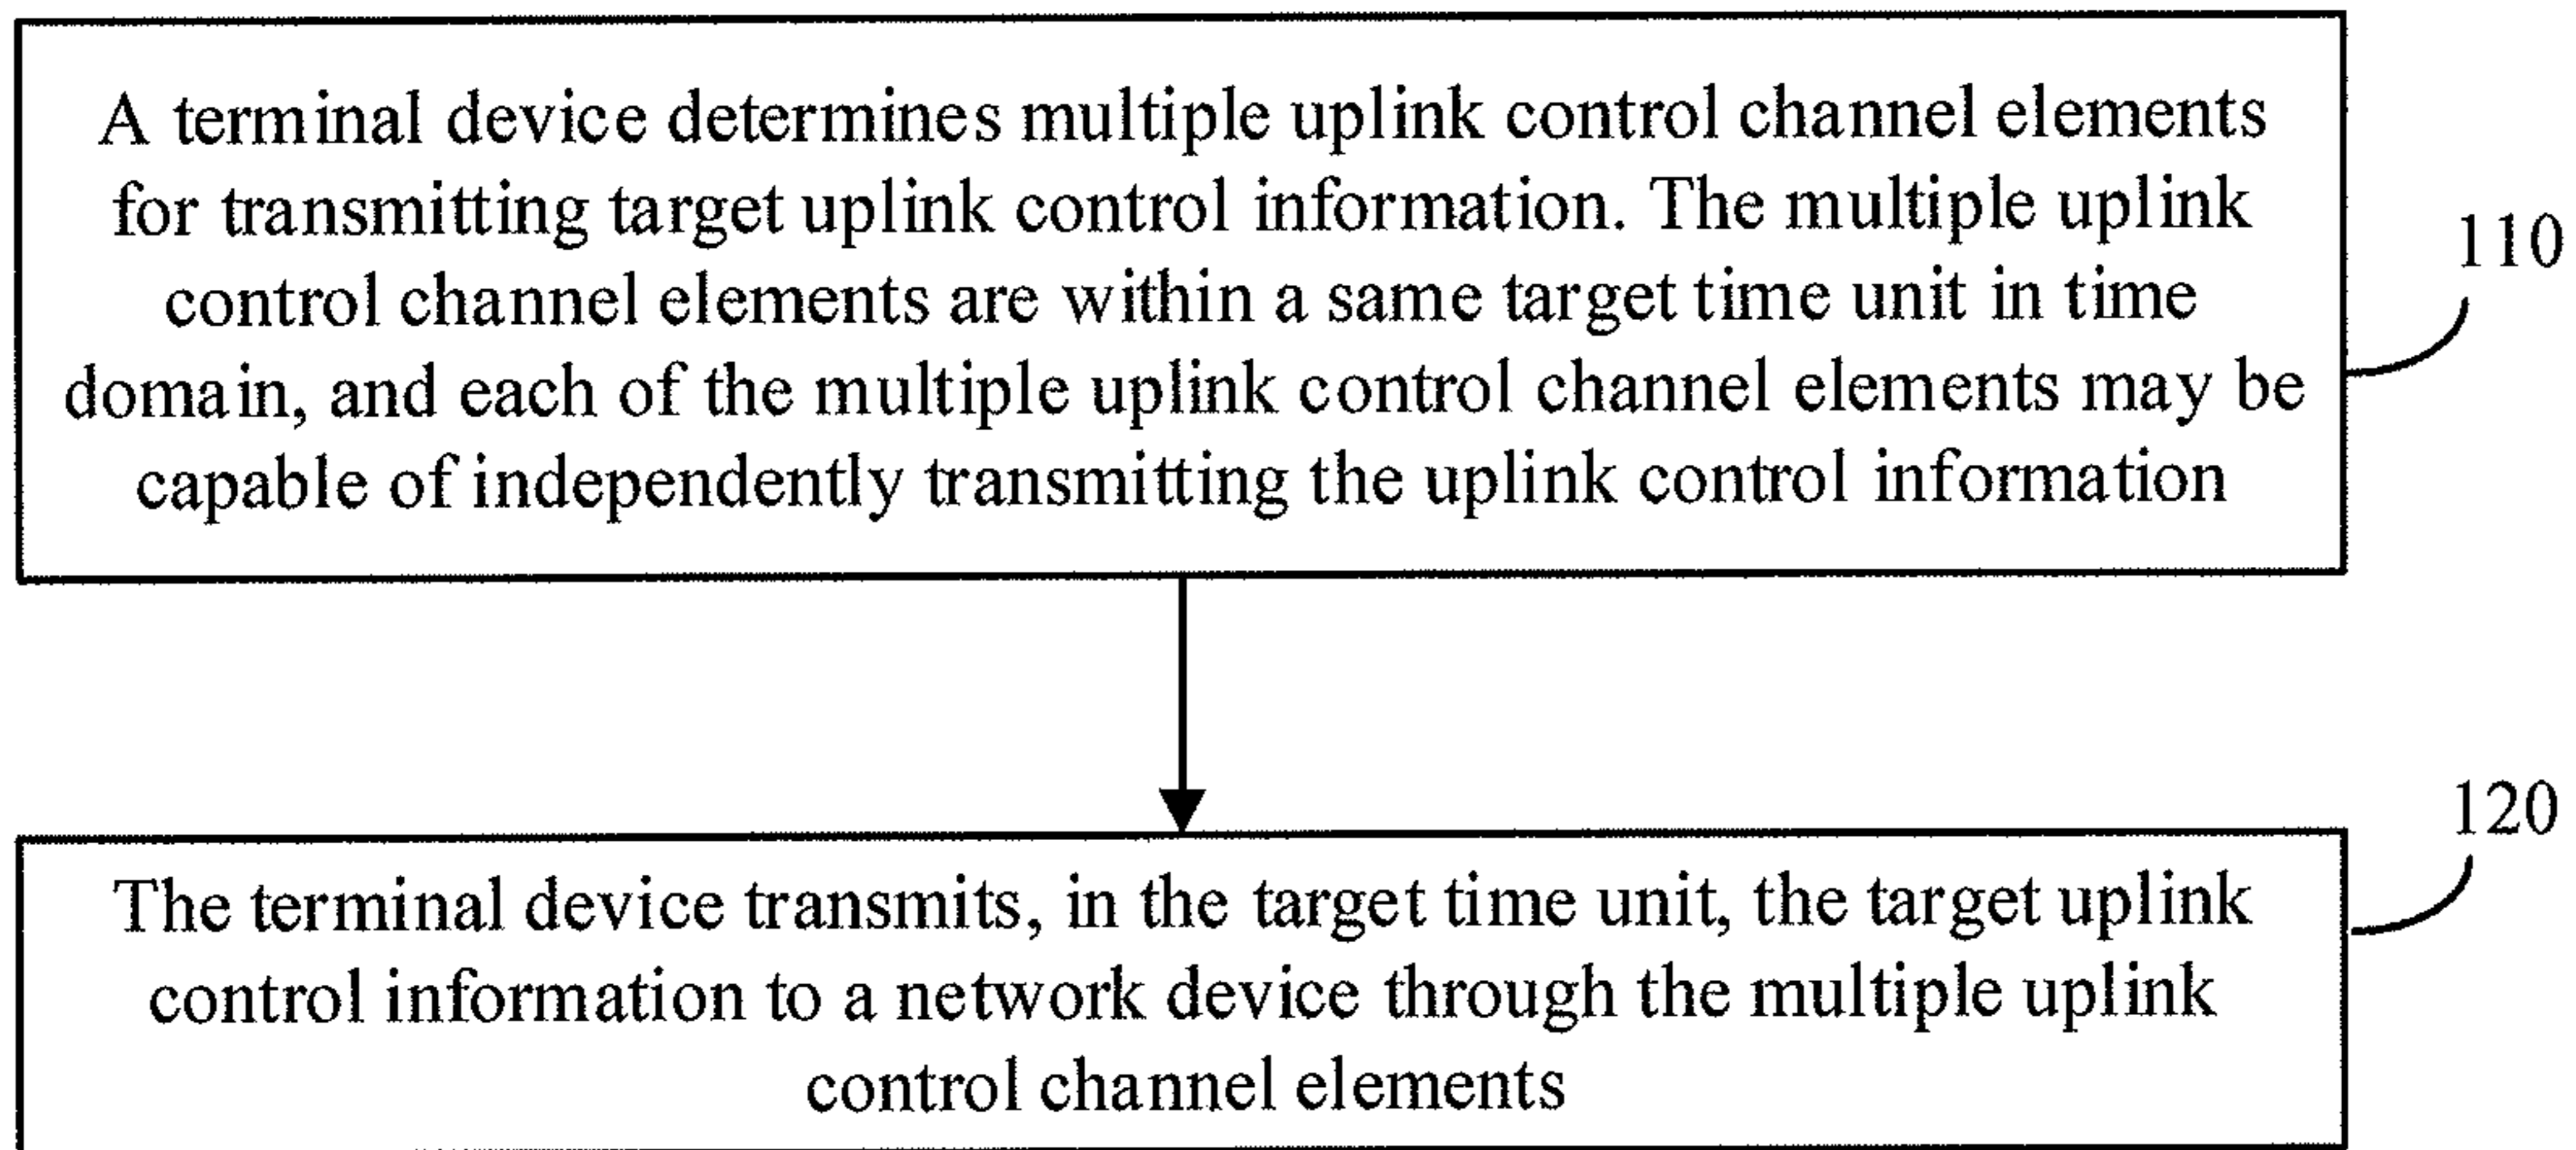 A terminal device determines multiple uplink control channel elements
for transmitting target uplink control information. The multiple uplink
control channel elements are within a same target time unit in time
domain, and each of the multiple uplink control channel elements may be
capable of independently transmitting the uplink control information
110
The terminal device transmits, in the target time unit, the target uplink
control information to a network device through the multiple uplink
control channel elements
120